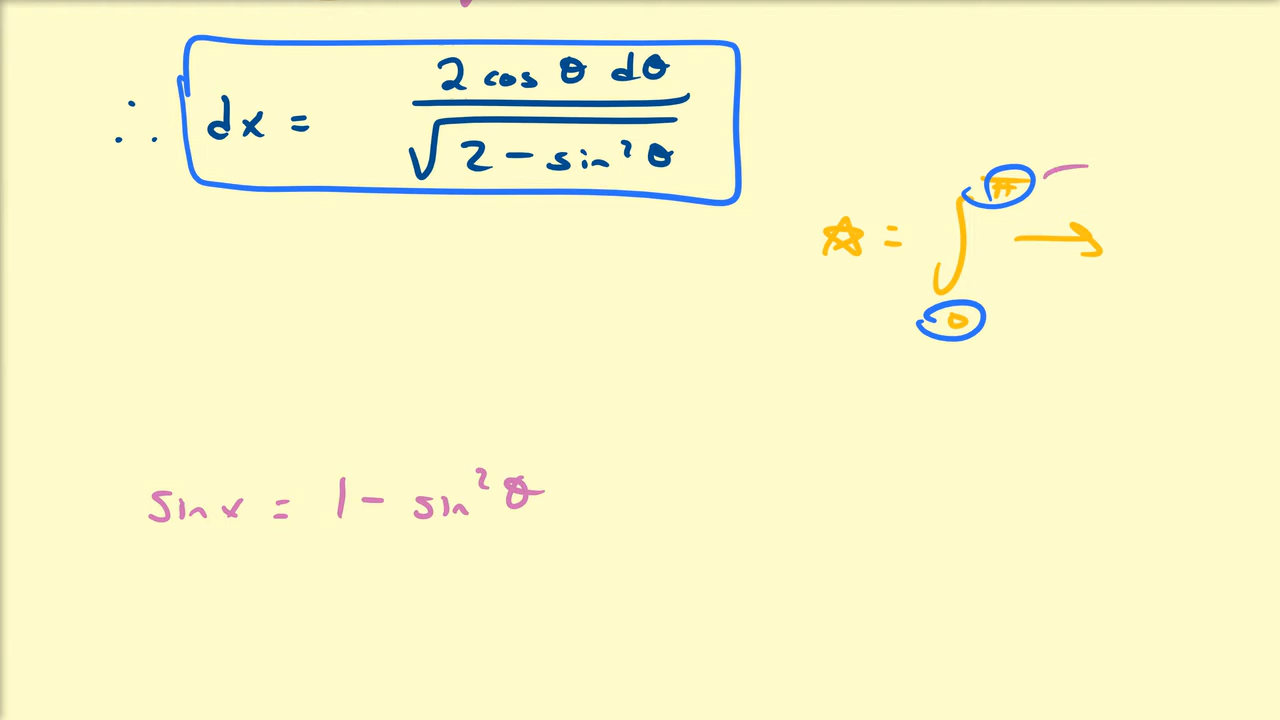 ∴ dx = 2 cos θ dθ / √(2 − sin² θ)
☆ = ∫₀^π →
sin x = 1 − sin² θ